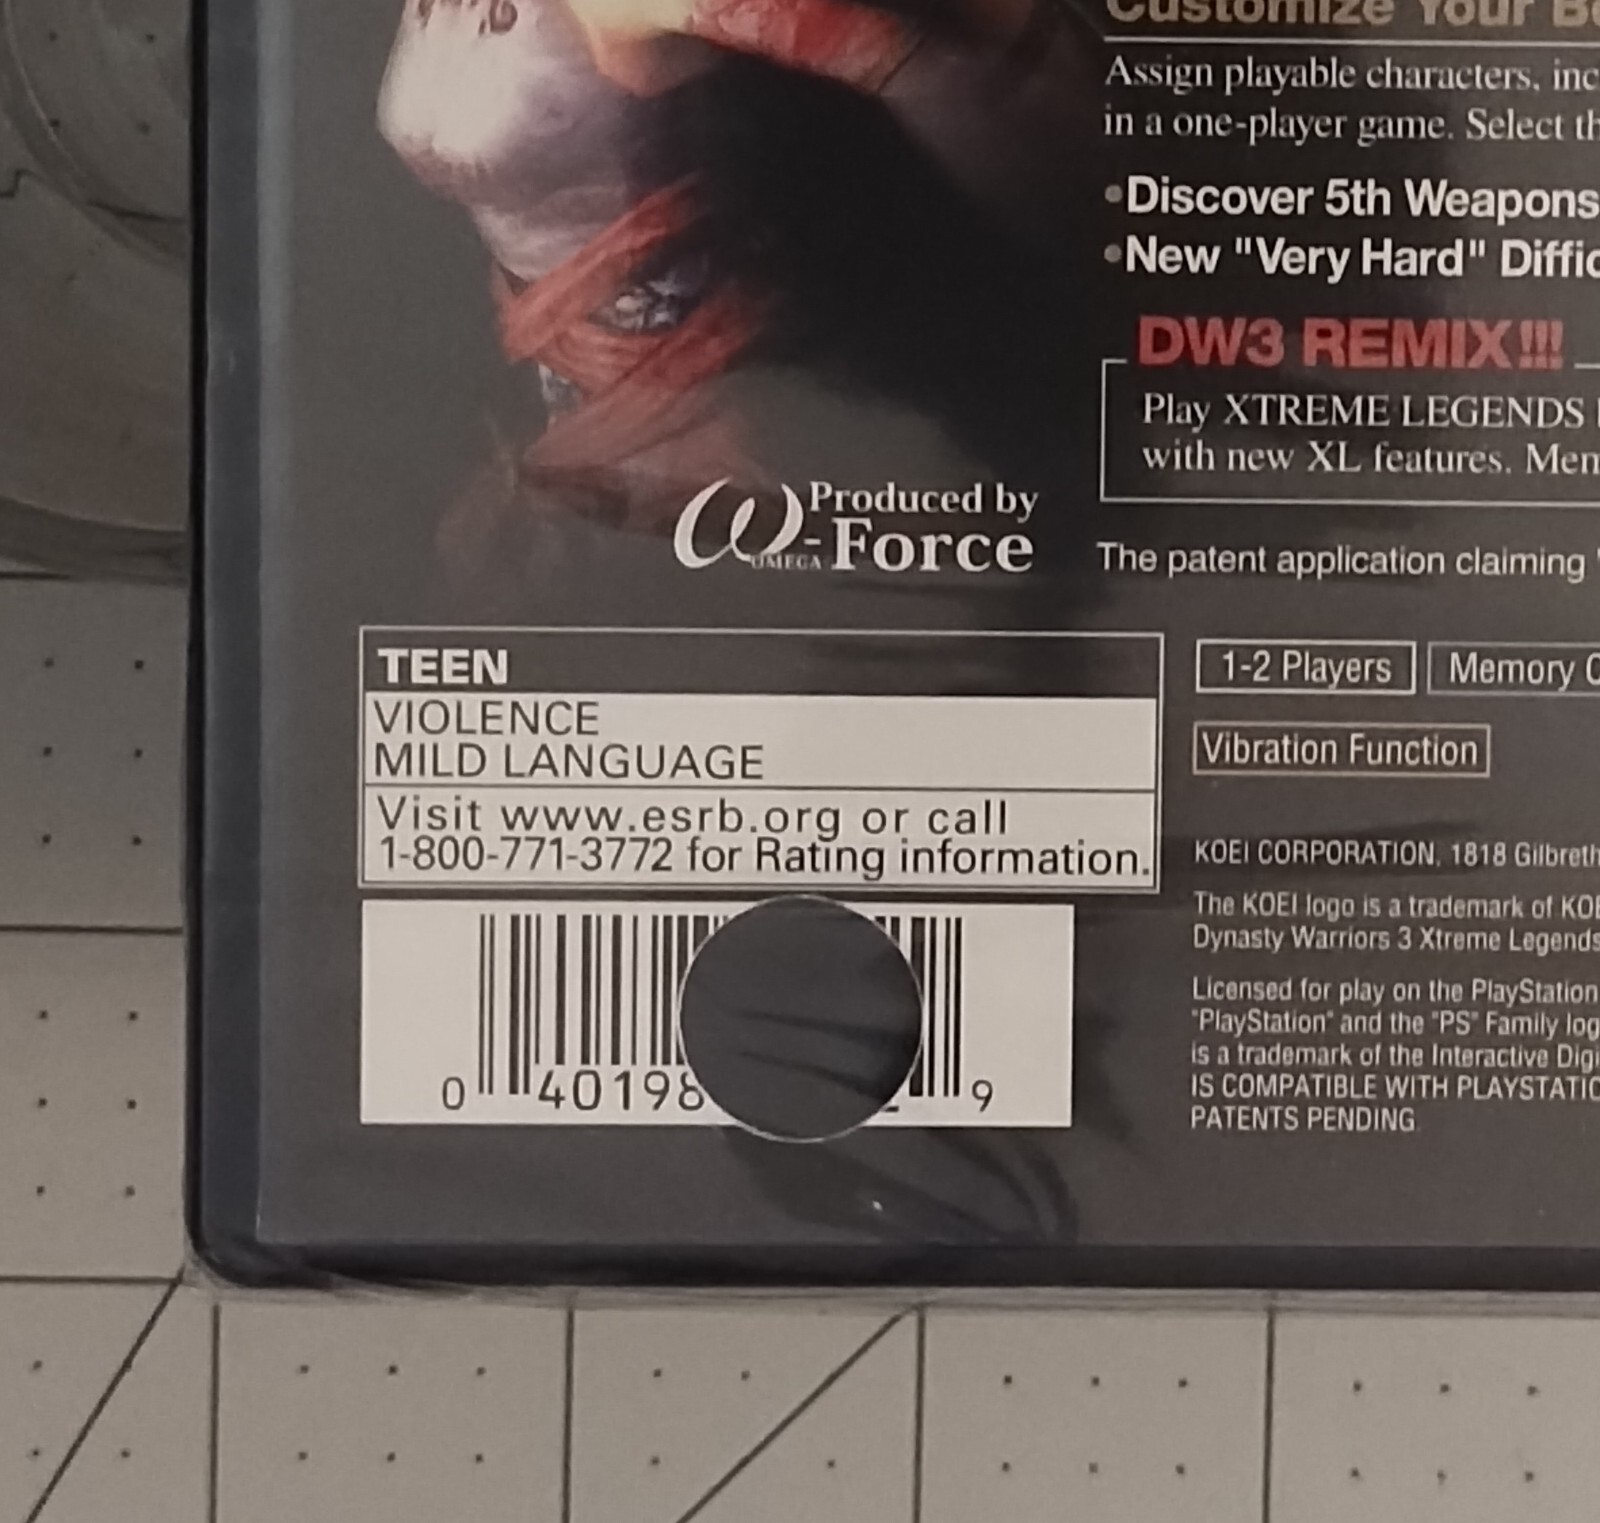 Customize Your
Assign playable characters, inc
in a one-player game. Select th
•Discover 5th Weapons
•New "Very Hard" Diffic
DW3 REMIX!!!
Play XTREME LEGENDS
with new XL features. Mem
Produced by
ω-Force
OMEGA
The patent application claiming
TEEN
VIOLENCE
MILD LANGUAGE
Visit www.esrb.org or call
1-800-771-3772 for Rating information.
1-2 Players
Memory C
Vibration Function
KOEI CORPORATION, 1818 Gilbreth
The KOEI logo is a trademark of KOE
Dynasty Warriors 3 Xtreme Legends
Licensed for play on the PlayStation
"PlayStation" and the "PS" Family log
is a trademark of the Interactive Digi
IS COMPATIBLE WITH PLAYSTATIO
PATENTS PENDING
0 40198 9